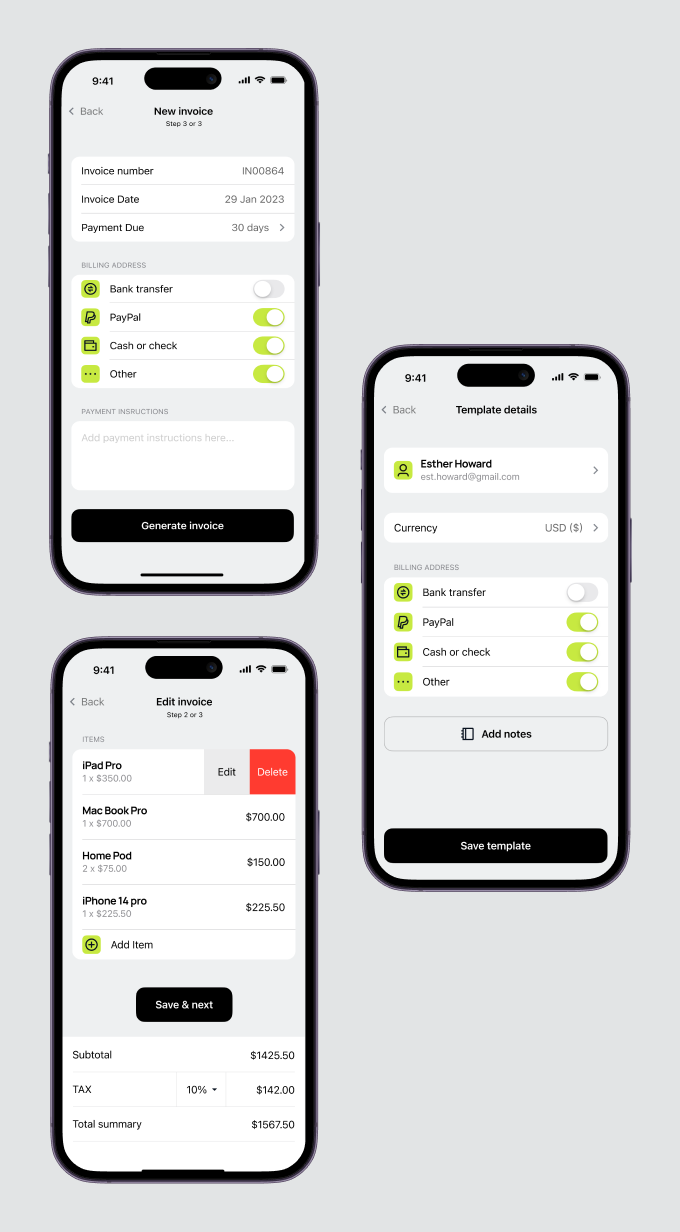 9:41
Back
New invoice
Step 3 or 3
Invoice number IN00864
Invoice Date 29 Jan 2023
Payment Due 30 days
BILLING ADDRESS
Bank transfer
PayPal
Cash or check
Other
PAYMENT INSRUCTIONS
Add payment instructions here...
Generate invoice
9:41
Back
Template details
Esther Howard
est.howard@gmail.com
Currency USD ($)
BILLING ADDRESS
Bank transfer
PayPal
Cash or check
Other
Add notes
Save template
9:41
Back
Edit invoice
Step 2 or 3
ITEMS
iPad Pro
1 x $350.00
Edit Delete
Mac Book Pro
1 x $700.00
$700.00
Home Pod
2 x $75.00
$150.00
iPhone 14 pro
1 x $225.50
$225.50
Add Item
Save & next
Subtotal $1425.50
TAX 10% $142.00
Total summary $1567.50